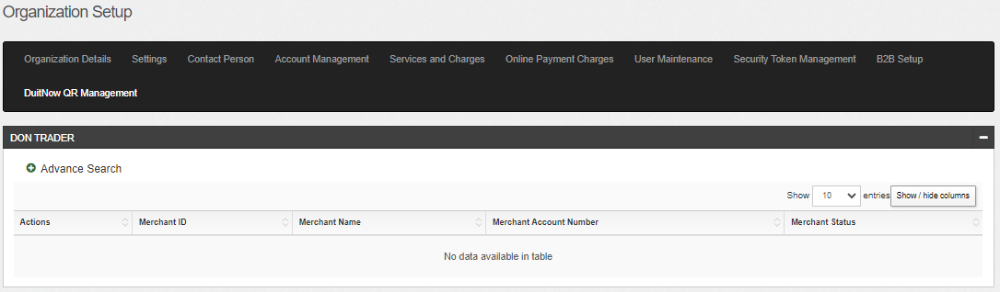 Organization Setup
Organization Details Settings Contact Person Account Management Services and Charges Online Payment Charges User Maintenance Security Token Management B2B Setup
DuitNow QR Management
DON TRADER
Advance Search
Show 10 entries Show / hide columns
Actions Merchant ID Merchant Name Merchant Account Number Merchant Status
No data available in table